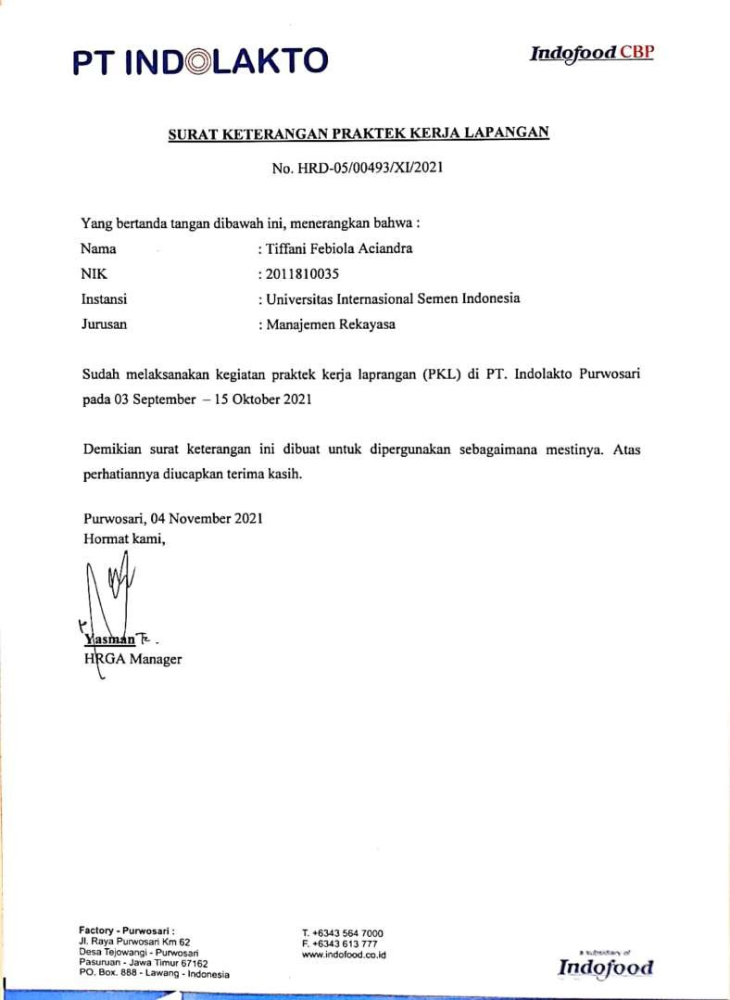 PT INDOLAKTO
Indofood CBP
SURAT KETERANGAN PRAKTEK KERJA LAPANGAN
No. HRD-05/00493/XI/2021
Yang bertanda tangan dibawah ini, menerangkan bahwa :
Nama : Tiffani Febiola Aciandra
NIK : 2011810035
Instansi : Universitas Internasional Semen Indonesia
Jurusan : Manajemen Rekayasa
Sudah melaksanakan kegiatan praktek kerja laprangan (PKL) di PT. Indolakto Purwosari
pada 03 September – 15 Oktober 2021
Demikian surat keterangan ini dibuat untuk dipergunakan sebagaimana mestinya. Atas
perhatiannya diucapkan terima kasih.
Purwosari, 04 November 2021
Hormat kami,
Yasman
HRGA Manager
Factory - Purwosari :
Jl. Raya Purwosari Km 62
Desa Tejowangi - Purwosari
Pasuruan - Jawa Timur 67162
PO. Box. 888 - Lawang - Indonesia
T. +6343 564 7000
F. +6343 613 777
www.indofood.co.id
a subsidiary of
Indofood